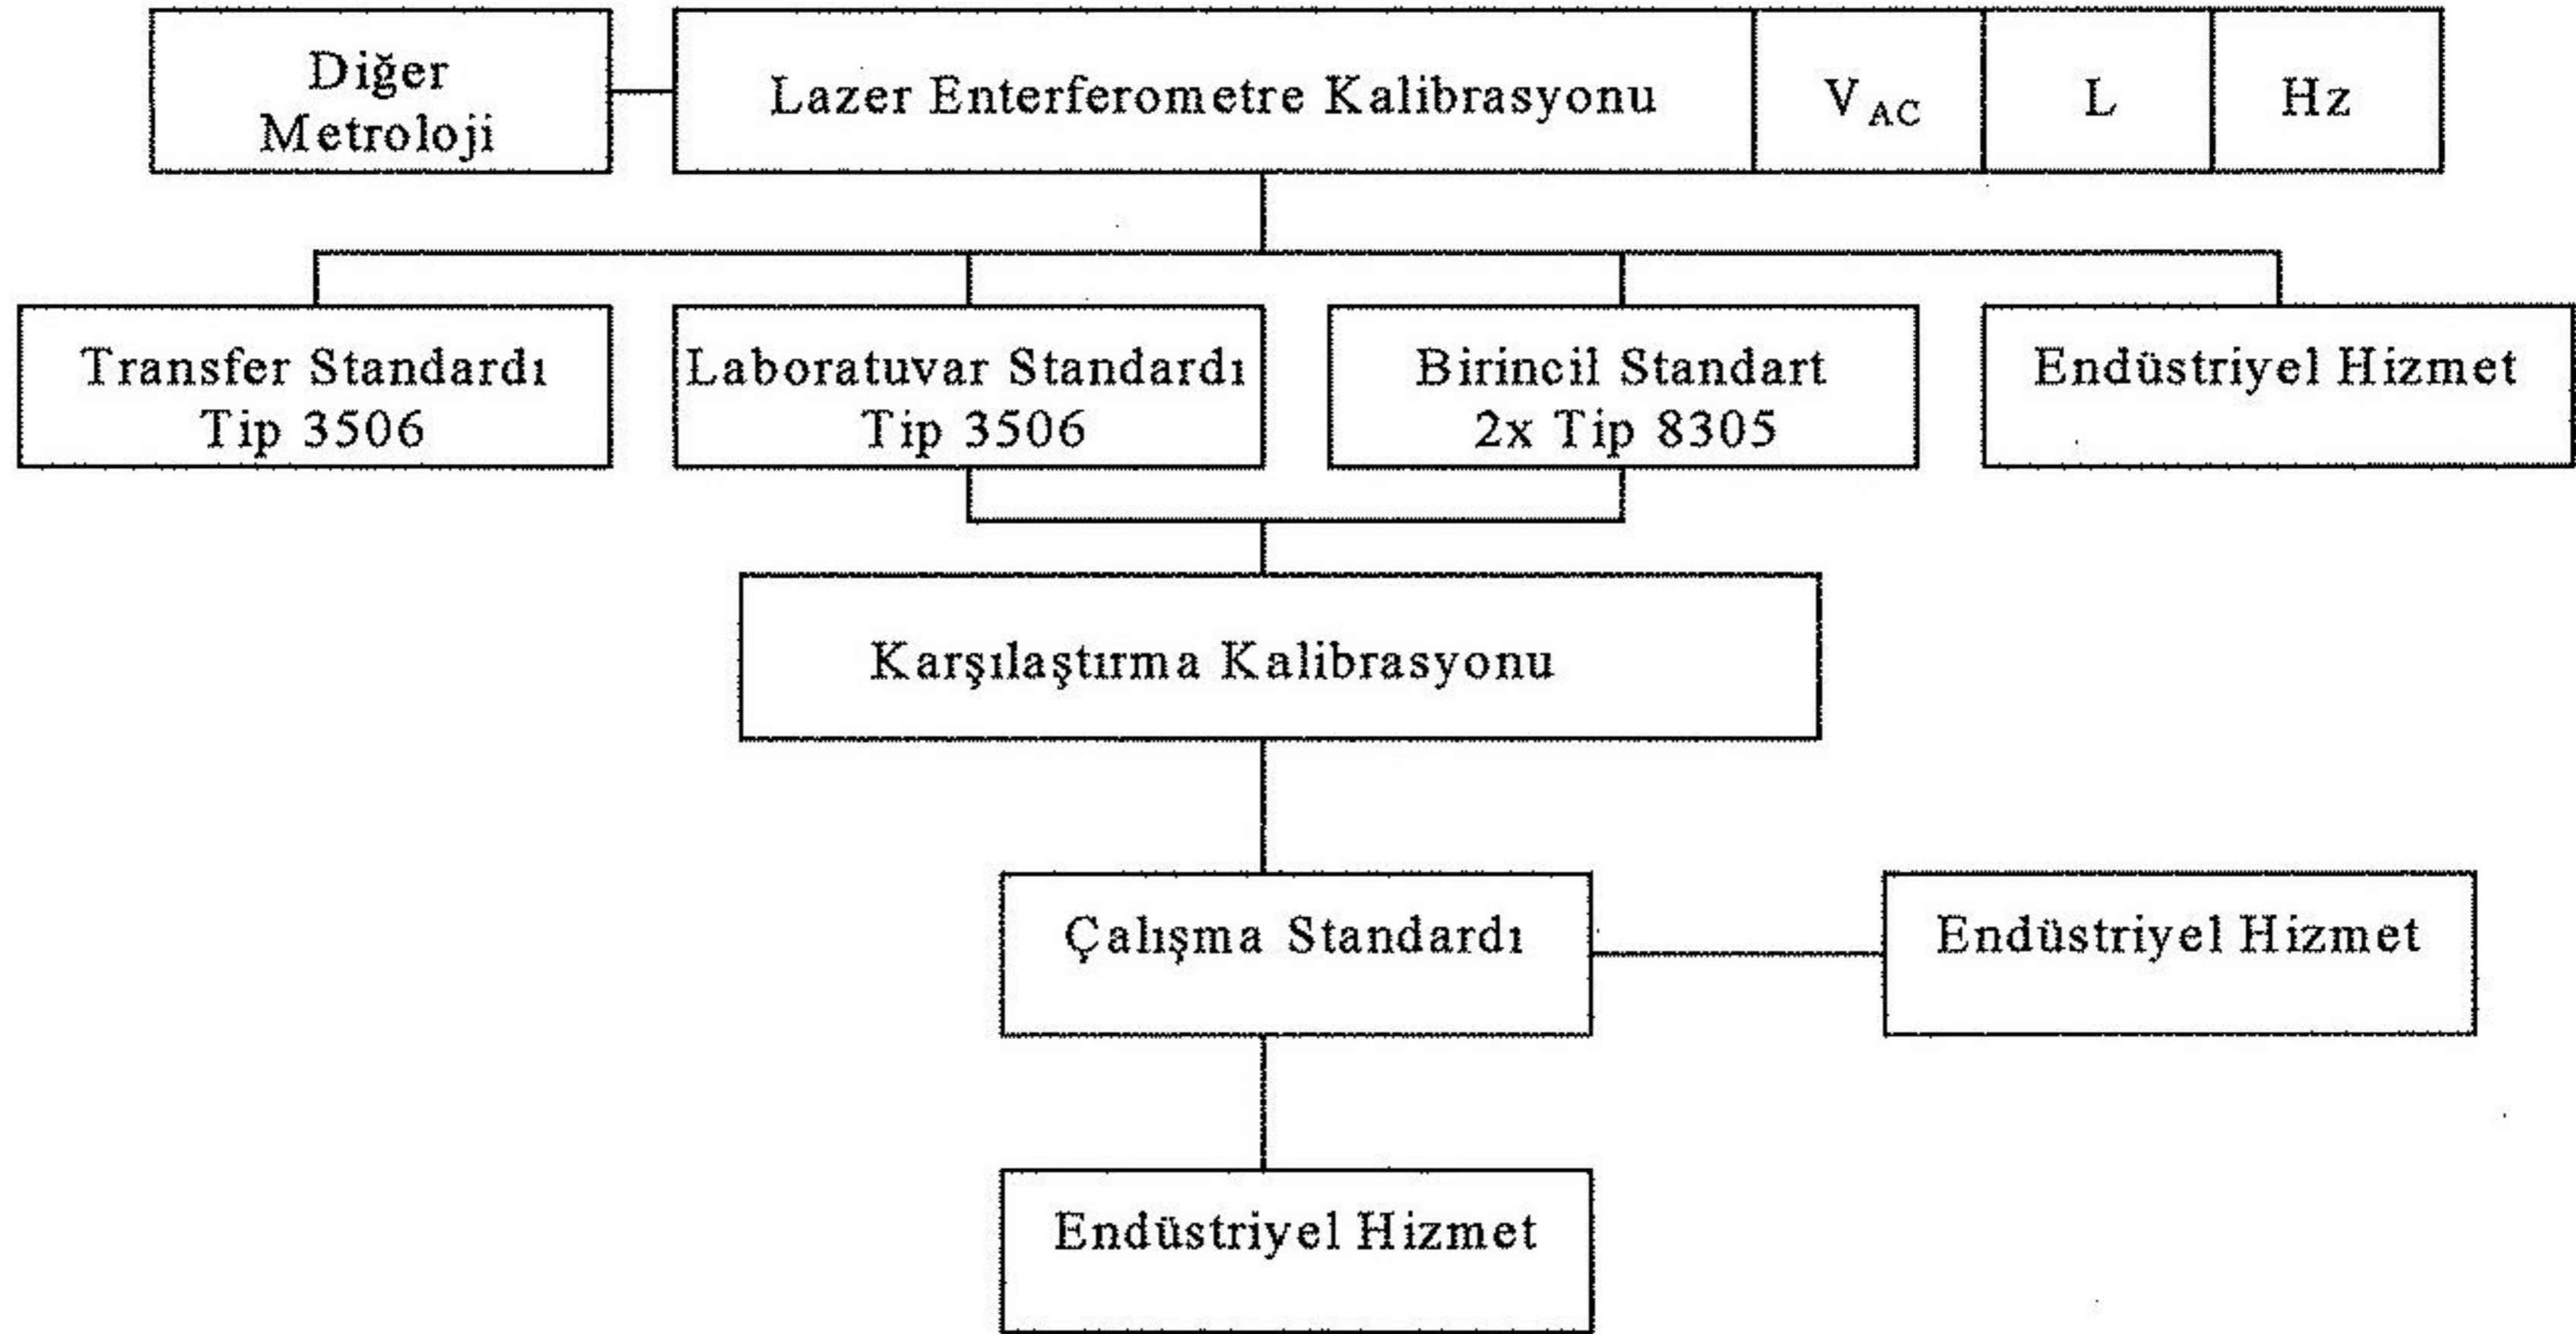 Diğer
Metroloji
Lazer Enterferometre Kalibrasyonu
VAC
L
Hz
Transfer Standardı
Tip 3506
Laboratuvar Standardı
Tip 3506
Birincil Standart
2x Tip 8305
Endüstriyel Hizmet
Karşılaştırma Kalibrasyonu
Çalışma Standardı
Endüstriyel Hizmet
Endüstriyel Hizmet